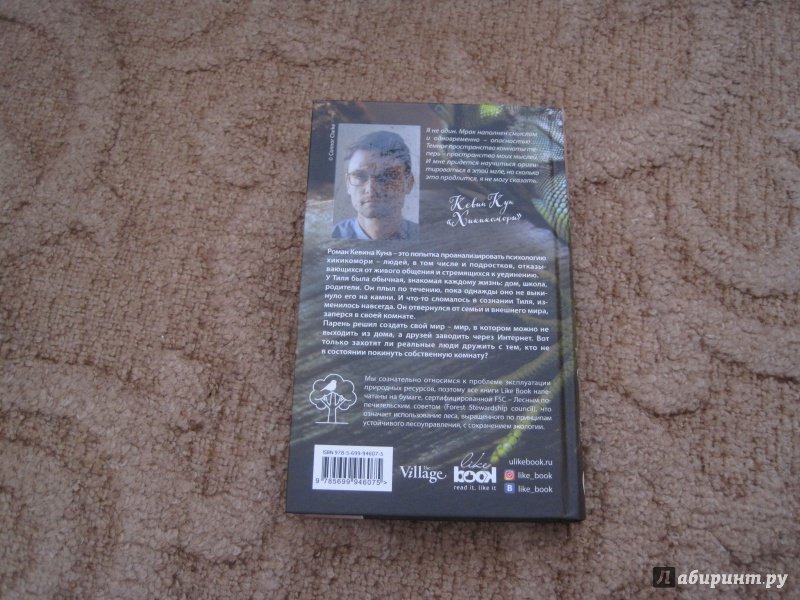 © Connor Clarke
Я не один. Мрак наполнен смыслом
и одновременно – опасностью...
Темное пространство комнаты те-
перь – пространство моих мыслей.
И мне придется научиться ориен-
тироваться в этой мгле, но сколько
это продлится, я не могу сказать.
Кевин Кун
«Хикикомори»
Роман Кевина Куна – это попытка проанализировать психологию
хикикомори – людей, в том числе и подростков, отказы-
вающихся от живого общения и стремящихся к уединению.
У Тиля была обычная, знакомая каждому жизнь: дом, школа,
родители. Он плыл по течению, пока однажды оно не выки-
нуло его на камни. И что-то сломалось в сознании Тиля, из-
менилось навсегда. Он отвернулся от семьи и внешнего мира,
заперся в своей комнате.
Парень решил создать свой мир – мир, в котором можно не
выходить из дома, а друзей заводить через Интернет. Вот
только захотят ли реальные люди дружить с тем, кто не
в состоянии покинуть собственную комнату?
Мы сознательно относимся к проблеме эксплуатации
природных ресурсов, поэтому все книги Like Book напе-
чатаны на бумаге, сертифицированной FSC – Лесным по-
печительским советом (Forest Stewardship council), что
означает использование леса, выращенного по принципам
устойчивого лесоуправления, с сохранением экологии.
ISBN 978-5-699-94607-5
9 785699 946075 >
the Village
like book
read it. like it
ulikebook.ru
like_book
B like_book
Лабиринт.ру